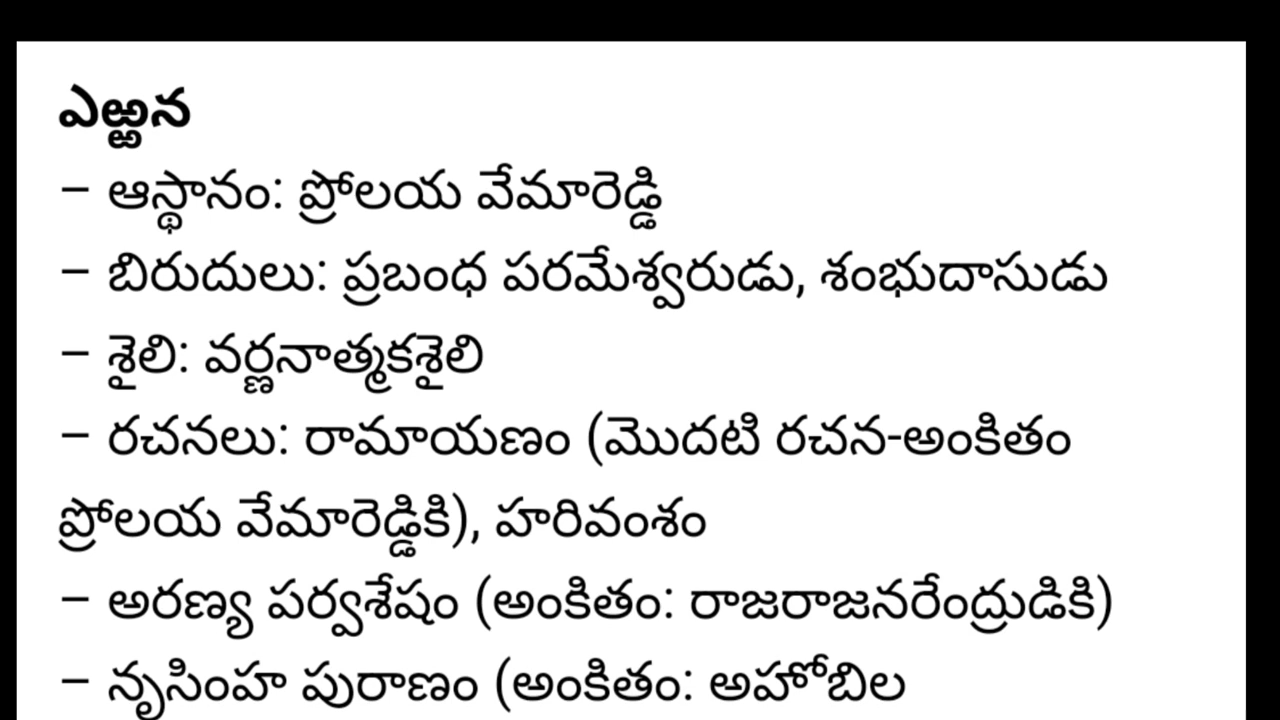 ఎఱ్ఱన
– ఆస్థానం: ప్రోలయ వేమారెడ్డి
– బిరుదులు: ప్రబంధ పరమేశ్వరుడు, శంభుదాసుడు
– శైలి: వర్ణనాత్మకశైలి
– రచనలు: రామాయణం (మొదటి రచన-అంకితం
ప్రోలయ వేమారెడ్డికి), హరివంశం
– అరణ్య పర్వశేషం (అంకితం: రాజరాజనరేంద్రుడికి)
– నృసింహ పురాణం (అంకితం: అహోబిల